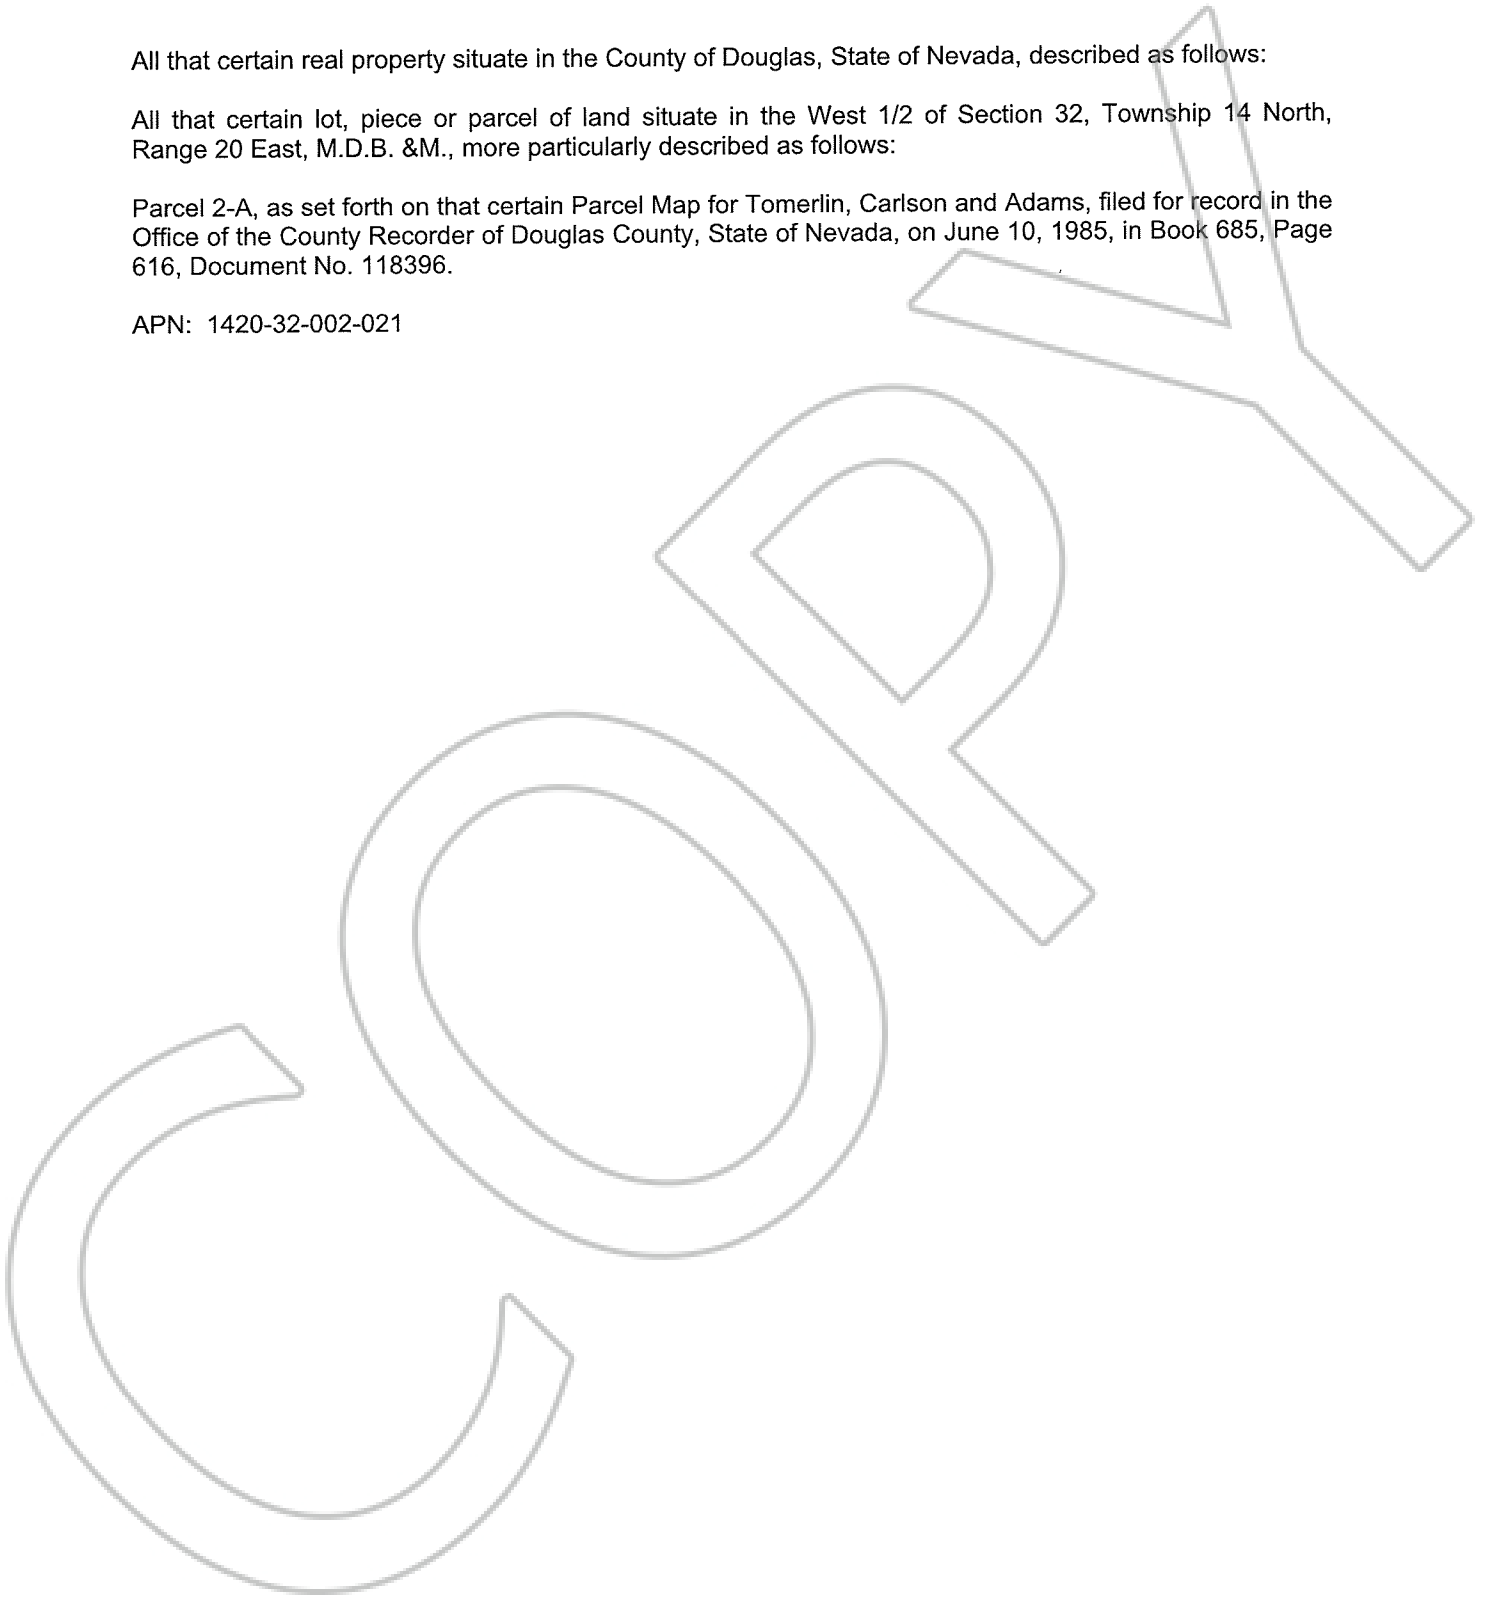 All that certain real property situate in the County of Douglas, State of Nevada, described as follows:
All that certain lot, piece or parcel of land situate in the West 1/2 of Section 32, Township 14 North,
Range 20 East, M.D.B. &M., more particularly described as follows:
Parcel 2-A, as set forth on that certain Parcel Map for Tomerlin, Carlson and Adams, filed for record in the
Office of the County Recorder of Douglas County, State of Nevada, on June 10, 1985, in Book 685, Page
616, Document No. 118396.
APN: 1420-32-002-021
COPY